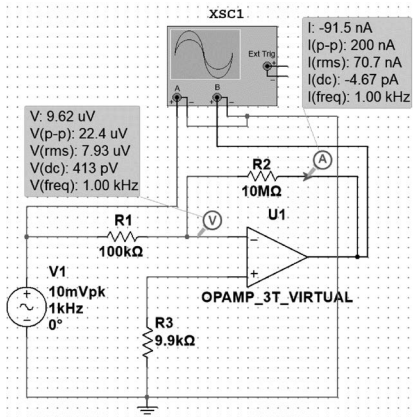 XSC1
Ext Trig
A
B
I: -91.5 nA
I(p-p): 200 nA
I(rms): 70.7 nA
I(dc): -4.67 pA
I(freq): 1.00 kHz
V: 9.62 uV
V(p-p): 22.4 uV
V(rms): 7.93 uV
V(dc): 413 pV
V(freq): 1.00 kHz
A
R2
10MΩ
V
U1
R1
100kΩ
OPAMP_3T_VIRTUAL
V1
10mVpk
1kHz
0°
R3
9.9kΩ